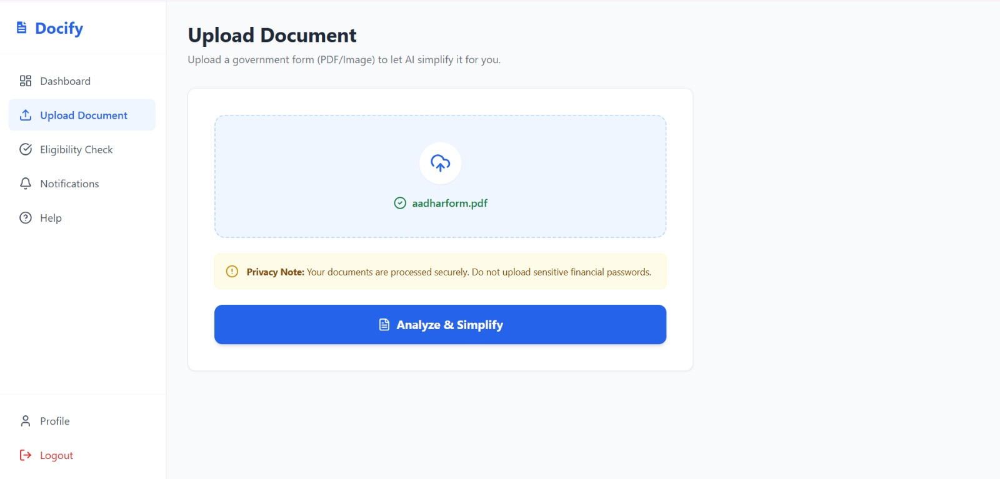 Docify
Dashboard
Upload Document
Eligibility Check
Notifications
Help
Profile
Logout
Upload Document
Upload a government form (PDF/Image) to let AI simplify it for you.
aadharform.pdf
Privacy Note: Your documents are processed securely. Do not upload sensitive financial passwords.
Analyze & Simplify